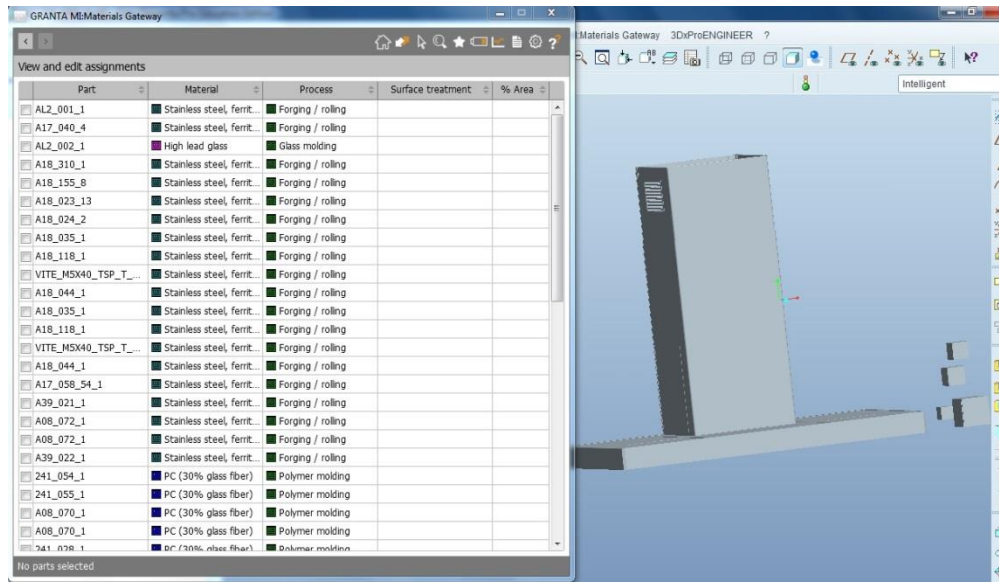 GRANTA MI:Materials Gateway
View and edit assignments
Part Material Process Surface treatment % Area
AL2_001_1 Stainless steel, ferrit... Forging / rolling
A17_040_4 Stainless steel, ferrit... Forging / rolling
AL2_002_1 High lead glass Glass molding
A18_310_1 Stainless steel, ferrit... Forging / rolling
A18_155_8 Stainless steel, ferrit... Forging / rolling
A18_023_13 Stainless steel, ferrit... Forging / rolling
A18_024_2 Stainless steel, ferrit... Forging / rolling
A18_035_1 Stainless steel, ferrit... Forging / rolling
A18_118_1 Stainless steel, ferrit... Forging / rolling
VITE_M5X40_TSP_T_... Stainless steel, ferrit... Forging / rolling
A18_044_1 Stainless steel, ferrit... Forging / rolling
A18_035_1 Stainless steel, ferrit... Forging / rolling
A18_118_1 Stainless steel, ferrit... Forging / rolling
VITE_M5X40_TSP_T_... Stainless steel, ferrit... Forging / rolling
A18_044_1 Stainless steel, ferrit... Forging / rolling
A17_058_54_1 Stainless steel, ferrit... Forging / rolling
A39_021_1 Stainless steel, ferrit... Forging / rolling
A08_072_1 Stainless steel, ferrit... Forging / rolling
A08_072_1 Stainless steel, ferrit... Forging / rolling
A39_022_1 Stainless steel, ferrit... Forging / rolling
241_054_1 PC (30% glass fiber) Polymer molding
241_055_1 PC (30% glass fiber) Polymer molding
A08_070_1 PC (30% glass fiber) Polymer molding
A08_070_1 PC (30% glass fiber) Polymer molding
241_028_1 PC (30% glass fiber) Polymer molding
No parts selected
:Materials Gateway 3DxProENGINEER ?
Intelligent